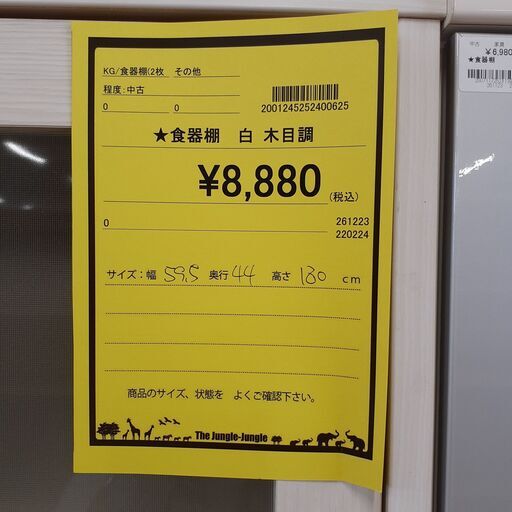 KG/食器棚(2枚 その他
程度:中古
0 0
2001245252400625
★食器棚 白 木目調
¥8,880(税込)
0 261223
220224
サイズ:幅 59.5 奥行 44 高さ 180 cm
商品のサイズ、状態を よくご確認下さい。
The Jungle-Jungle
中古 家具
¥6,980
★食器棚